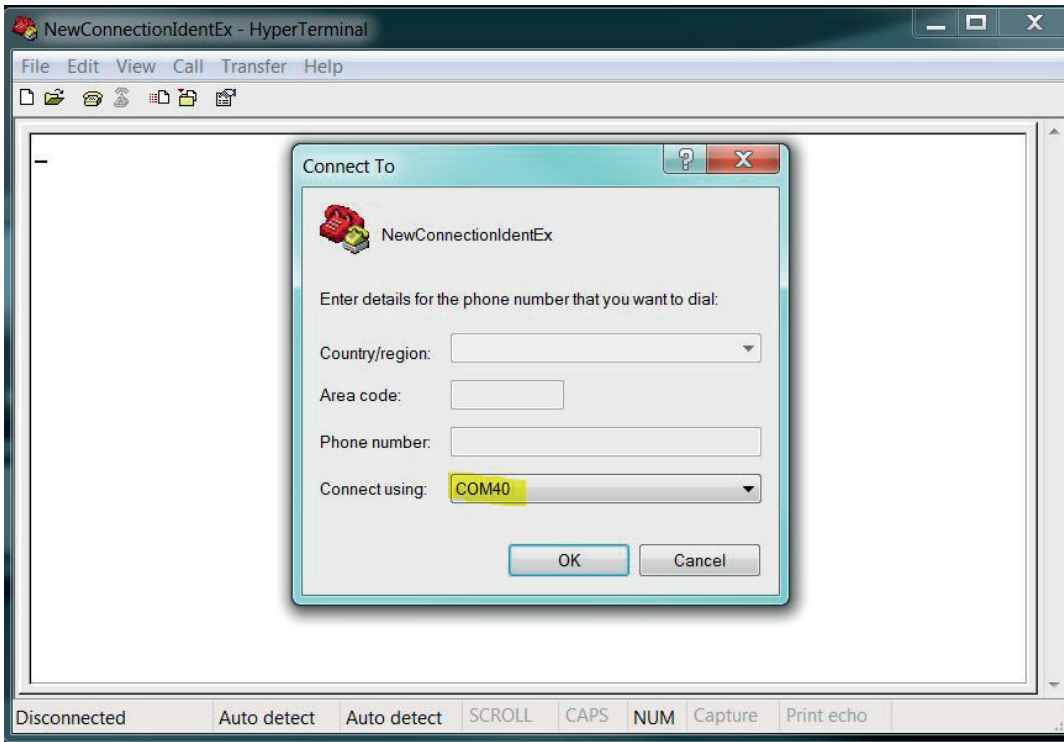 NewConnectionIdentEx - HyperTerminal
File Edit View Call Transfer Help
Connect To
NewConnectionIdentEx
Enter details for the phone number that you want to dial:
Country/region:
Area code:
Phone number:
Connect using: COM40
OK Cancel
Disconnected Auto detect Auto detect SCROLL CAPS NUM Capture Print echo